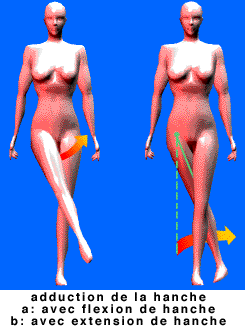 adduction de la hanche
a: avec flexion de hanche
b: avec extension de hanche